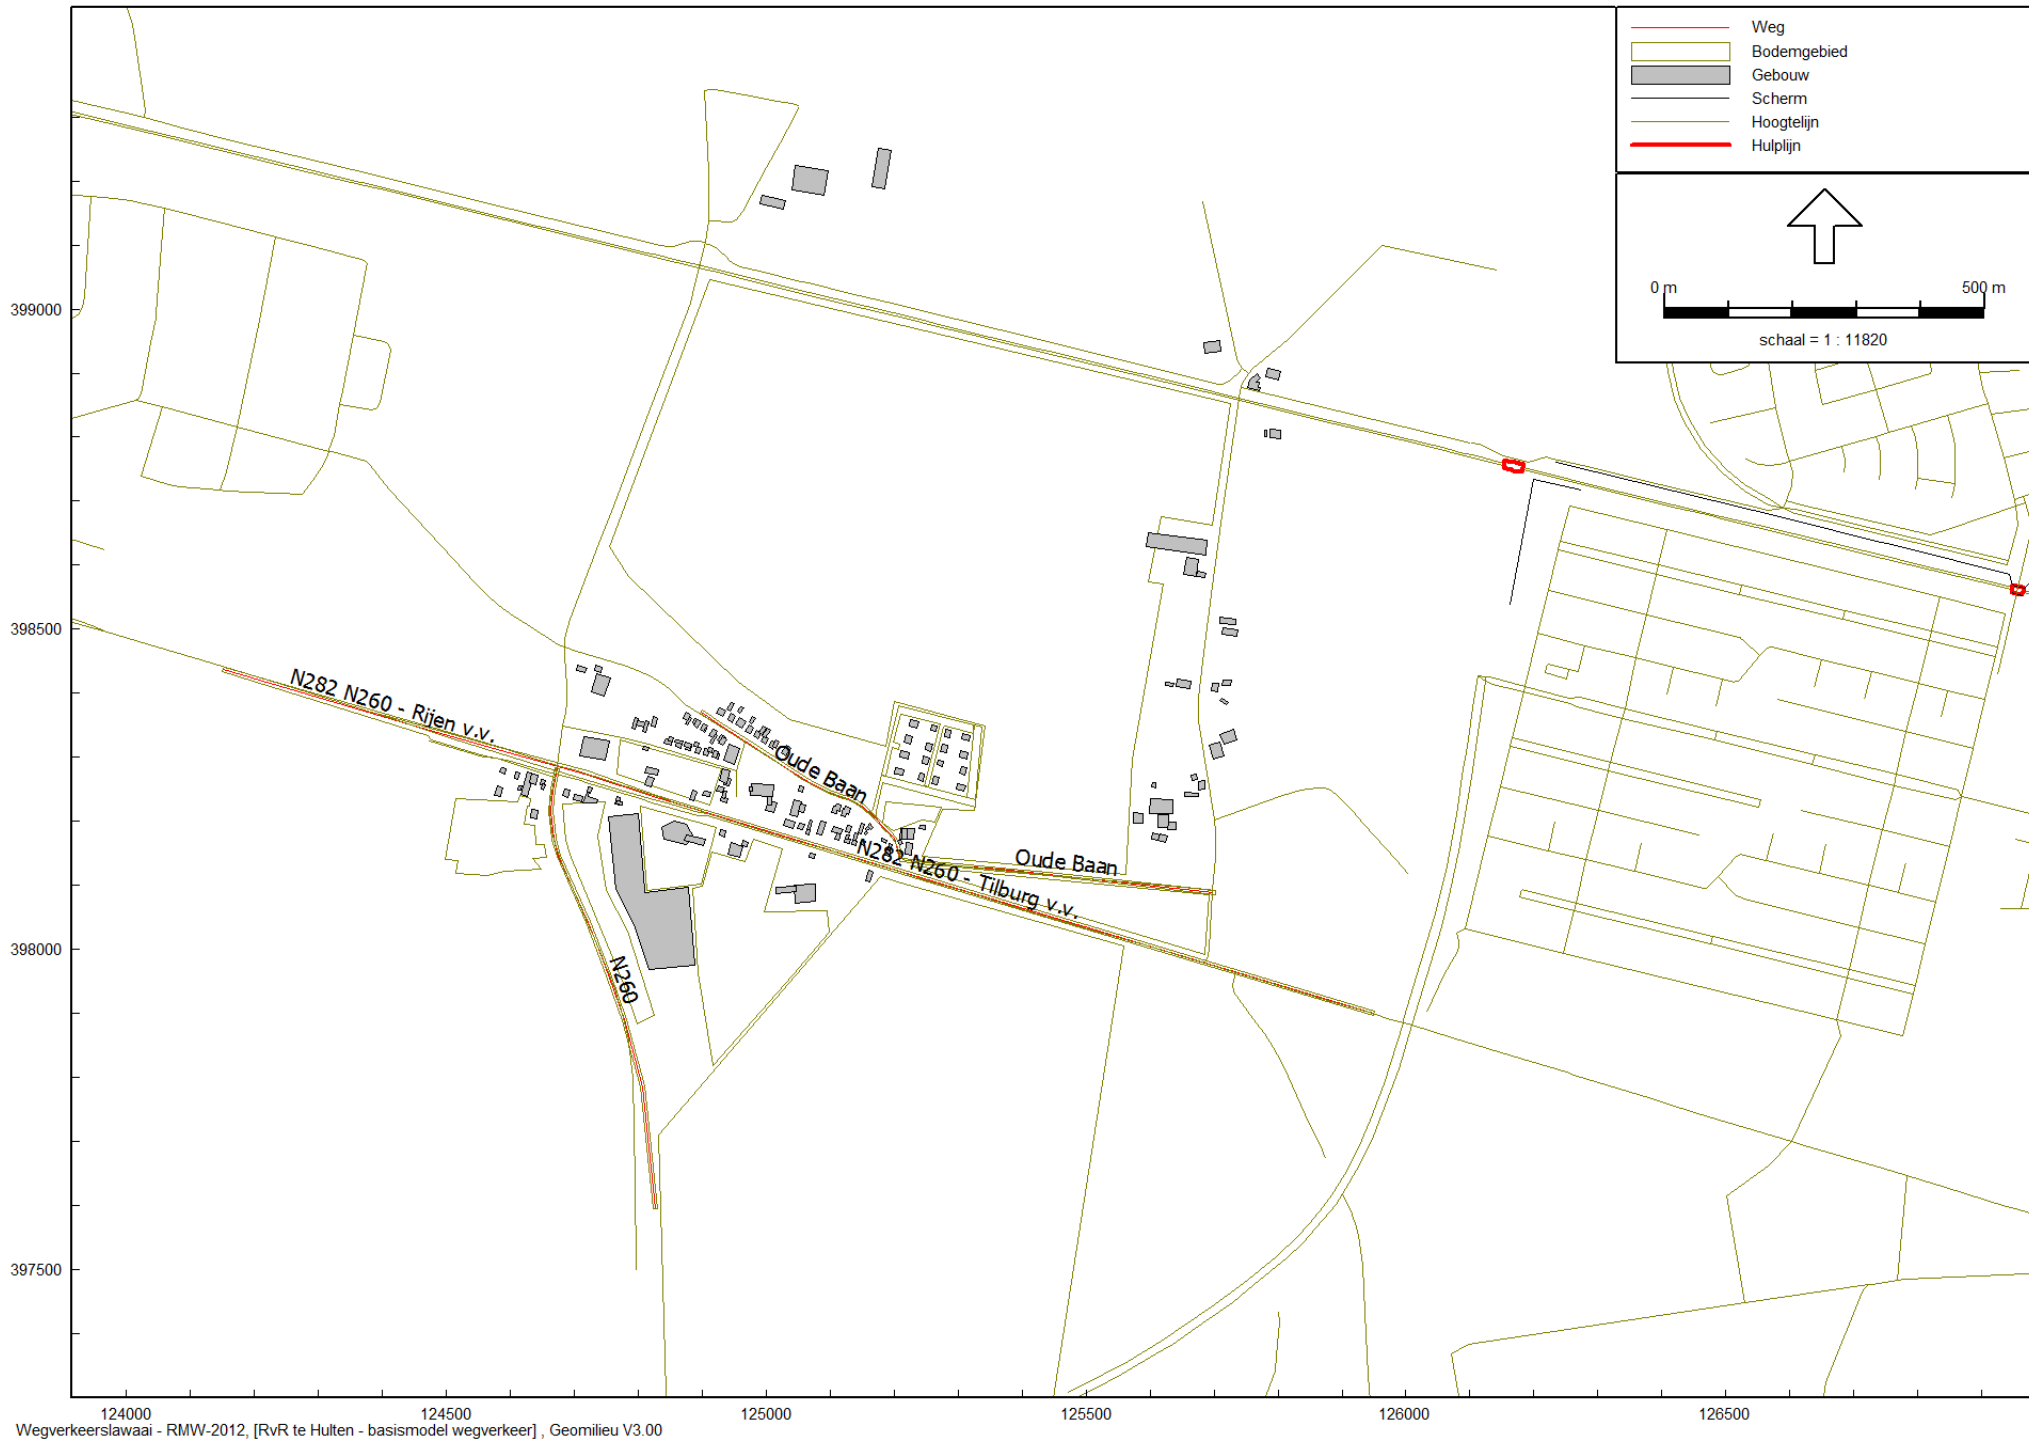 Weg
Bodemgebied
Gebouw
Scherm
Hoogtelijn
Hulplijn
0 m 500 m
schaal = 1 : 11820
399000
398500
N282 N260 - Rijen v.v.
Oude Baan
N282 N260 - Tilburg v.v.
Oude Baan
398000
N260
397500
124000 124500 125000 125500 126000 126500
Wegverkeerslawaai - RMW-2012, [RvR te Hulten - basismodel wegverkeer] , Geomilieu V3.00